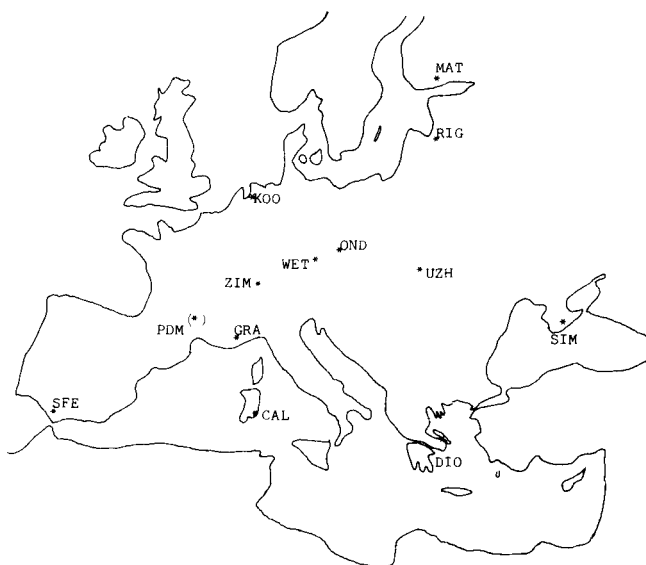 MAT
*
*
RIG
*
KOO
*
OND
WET *
*
UZH
ZIM *
PDM (*)
*
GRA
*
SIM
SFE
*
*
CAL
DIO